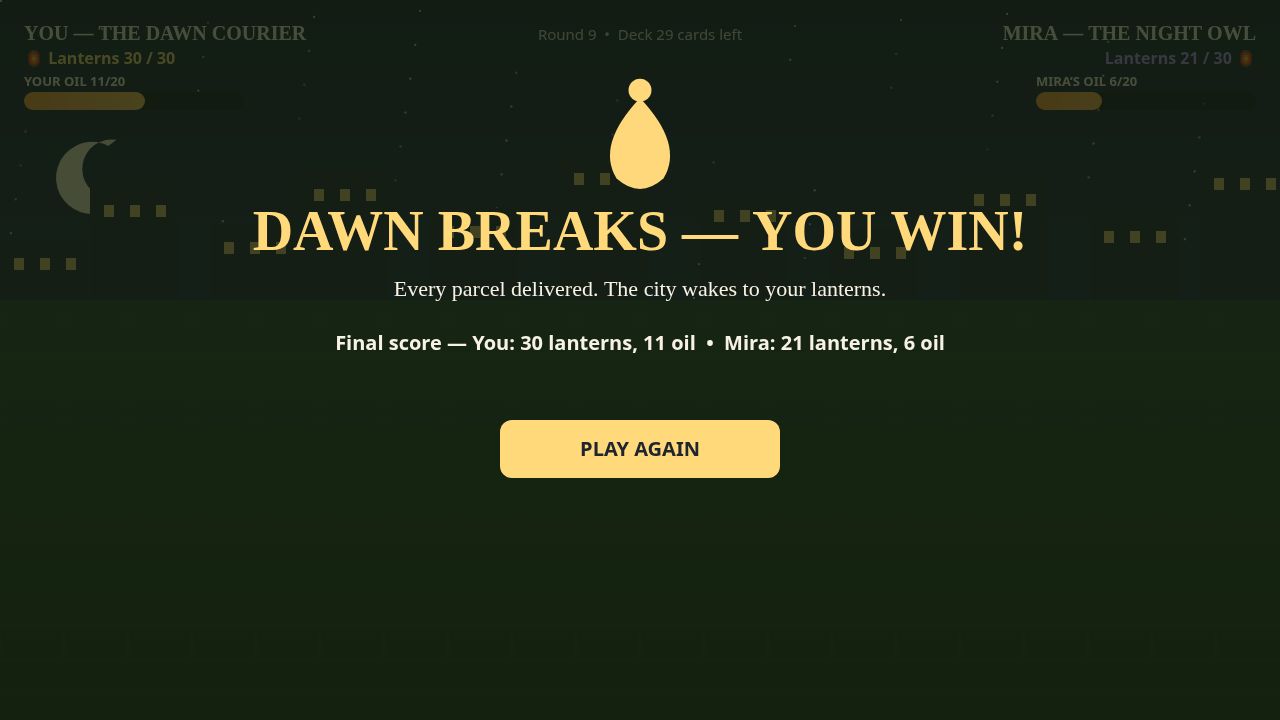 YOU — THE DAWN COURIER
Lanterns 30 / 30
YOUR OIL 11/20
Round 9 • Deck 29 cards left
MIRA — THE NIGHT OWL
Lanterns 21 / 30
MIRA'S OIL 6/20
DAWN BREAKS — YOU WIN!
Every parcel delivered. The city wakes to your lanterns.
Final score — You: 30 lanterns, 11 oil • Mira: 21 lanterns, 6 oil
PLAY AGAIN